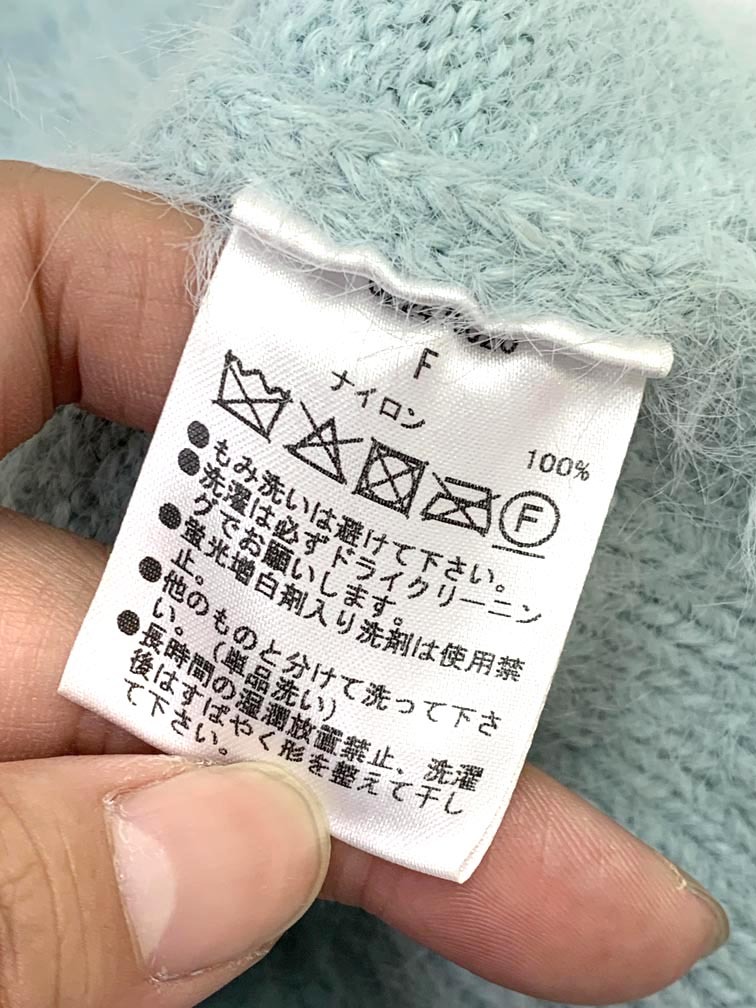 F
ナイロン 100%
F
●もみ洗いは避けて下さい。
●洗濯は必ずドライクリーニン
グでお願いします。
●蛍光増白剤入り洗剤は使用禁
止。
●他のものと分けて洗って下さ
い。（単品洗い）
●長時間の湿潤放置禁止、洗濯
後はすばやく形を整えて干し
て下さい。